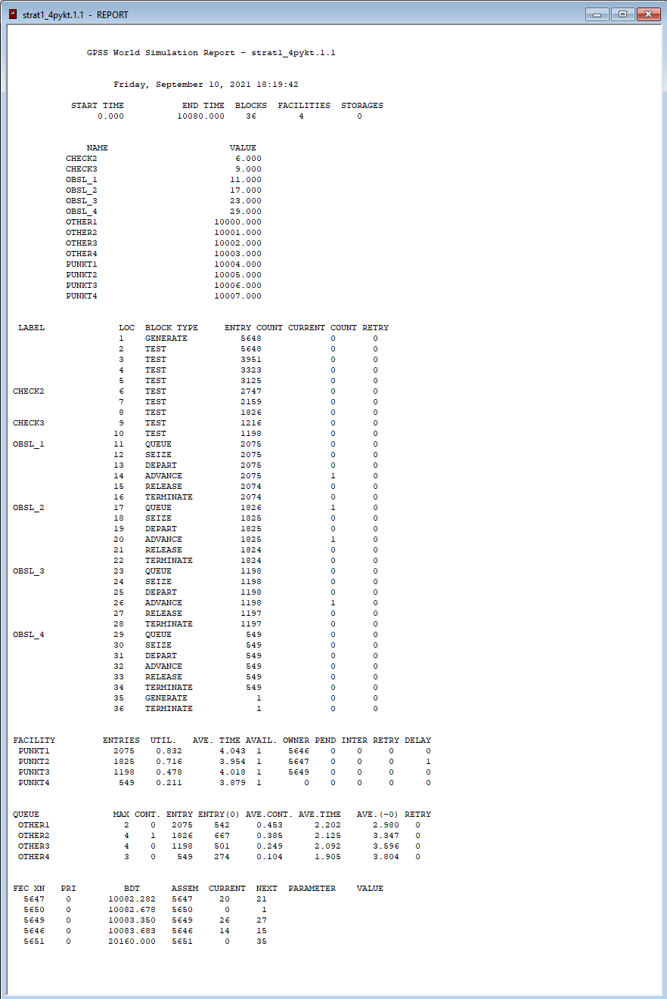 strat1_4pykt.1.1 - REPORT
GPSS World Simulation Report - strat1_4pykt.1.1
Friday, September 10, 2021 18:19:42
START TIME END TIME BLOCKS FACILITIES STORAGES
0.000 10080.000 36 4 0
NAME VALUE
CHECK2 6.000
CHECK3 9.000
OBSL_1 11.000
OBSL_2 17.000
OBSL_3 23.000
OBSL_4 29.000
OTHER1 10000.000
OTHER2 10001.000
OTHER3 10002.000
OTHER4 10003.000
PUNKT1 10004.000
PUNKT2 10005.000
PUNKT3 10006.000
PUNKT4 10007.000
LABEL LOC BLOCK TYPE ENTRY COUNT CURRENT COUNT RETRY
1 GENERATE 5648 0 0
2 TEST 5648 0 0
3 TEST 3951 0 0
4 TEST 3323 0 0
5 TEST 3125 0 0
CHECK2 6 TEST 2747 0 0
7 TEST 2159 0 0
8 TEST 1826 0 0
CHECK3 9 TEST 1216 0 0
10 TEST 1198 0 0
OBSL_1 11 QUEUE 2075 0 0
12 SEIZE 2075 0 0
13 DEPART 2075 0 0
14 ADVANCE 2075 1 0
15 RELEASE 2074 0 0
16 TERMINATE 2074 0 0
OBSL_2 17 QUEUE 1826 1 0
18 SEIZE 1825 0 0
19 DEPART 1825 0 0
20 ADVANCE 1825 1 0
21 RELEASE 1824 0 0
22 TERMINATE 1824 0 0
OBSL_3 23 QUEUE 1198 0 0
24 SEIZE 1198 0 0
25 DEPART 1198 0 0
26 ADVANCE 1198 1 0
27 RELEASE 1197 0 0
28 TERMINATE 1197 0 0
OBSL_4 29 QUEUE 549 0 0
30 SEIZE 549 0 0
31 DEPART 549 0 0
32 ADVANCE 549 0 0
33 RELEASE 549 0 0
34 TERMINATE 549 0 0
35 GENERATE 1 0 0
36 TERMINATE 1 0 0
FACILITY ENTRIES UTIL. AVE. TIME AVAIL. OWNER PEND INTER RETRY DELAY
PUNKT1 2075 0.832 4.043 1 5646 0 0 0 0
PUNKT2 1825 0.716 3.954 1 5647 0 0 0 1
PUNKT3 1198 0.478 4.018 1 5649 0 0 0 0
PUNKT4 549 0.211 3.879 1 0 0 0 0 0
QUEUE MAX CONT. ENTRY ENTRY(0) AVE.CONT. AVE.TIME AVE.(-0) RETRY
OTHER1 2 0 2075 542 0.453 2.202 2.980 0
OTHER2 4 1 1826 667 0.385 2.125 3.347 0
OTHER3 4 0 1198 501 0.249 2.092 3.596 0
OTHER4 3 0 549 274 0.104 1.905 3.804 0
FEC XN PRI BDT ASSEM CURRENT NEXT PARAMETER VALUE
5647 0 10082.282 5647 20 21
5650 0 10082.678 5650 0 1
5649 0 10083.350 5649 26 27
5646 0 10083.683 5646 14 15
5651 0 20160.000 5651 0 35